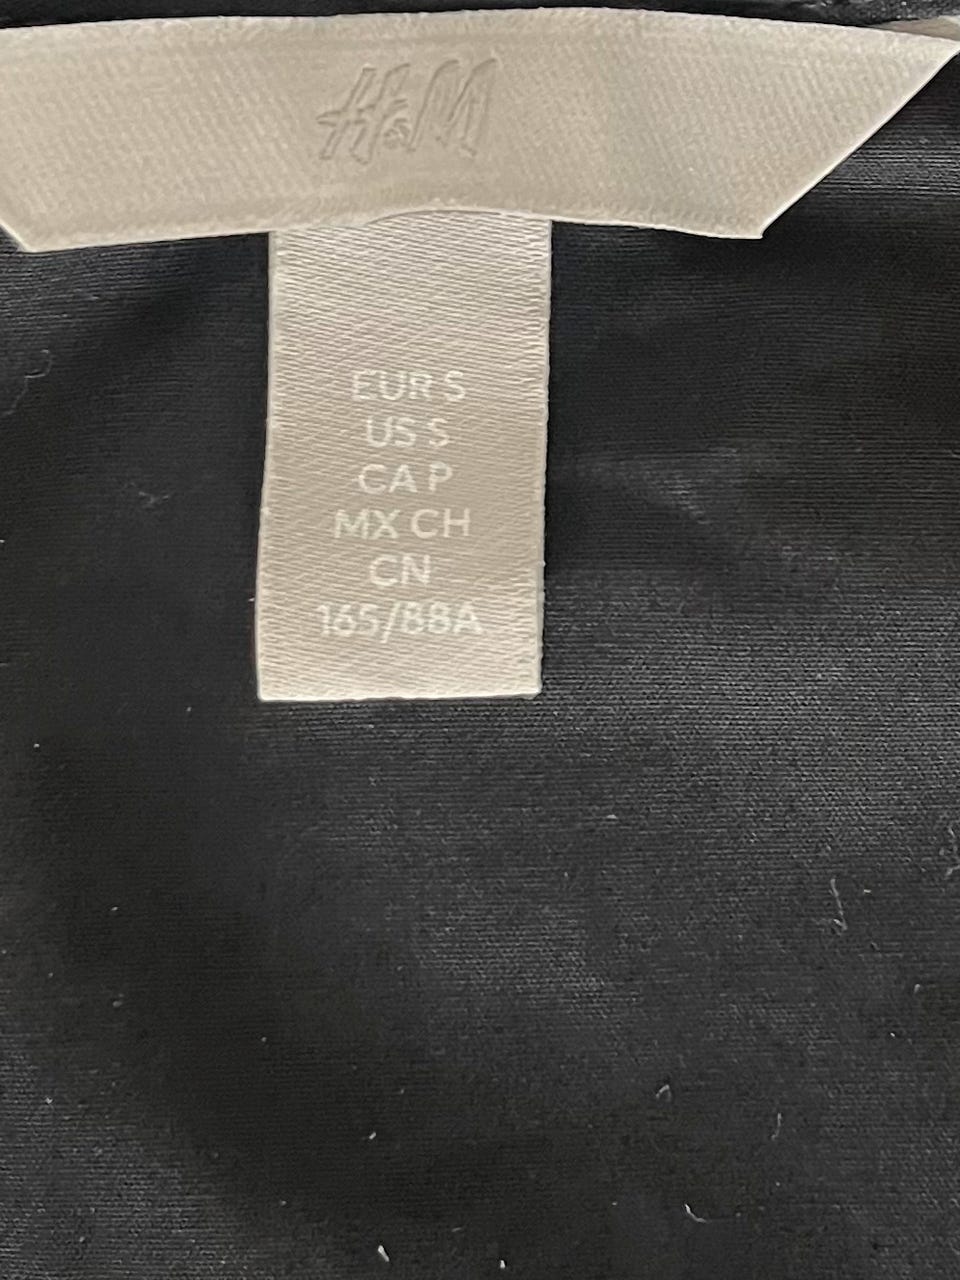 H&M
EUR S
US S
CA P
MX CH
CN
165/88A